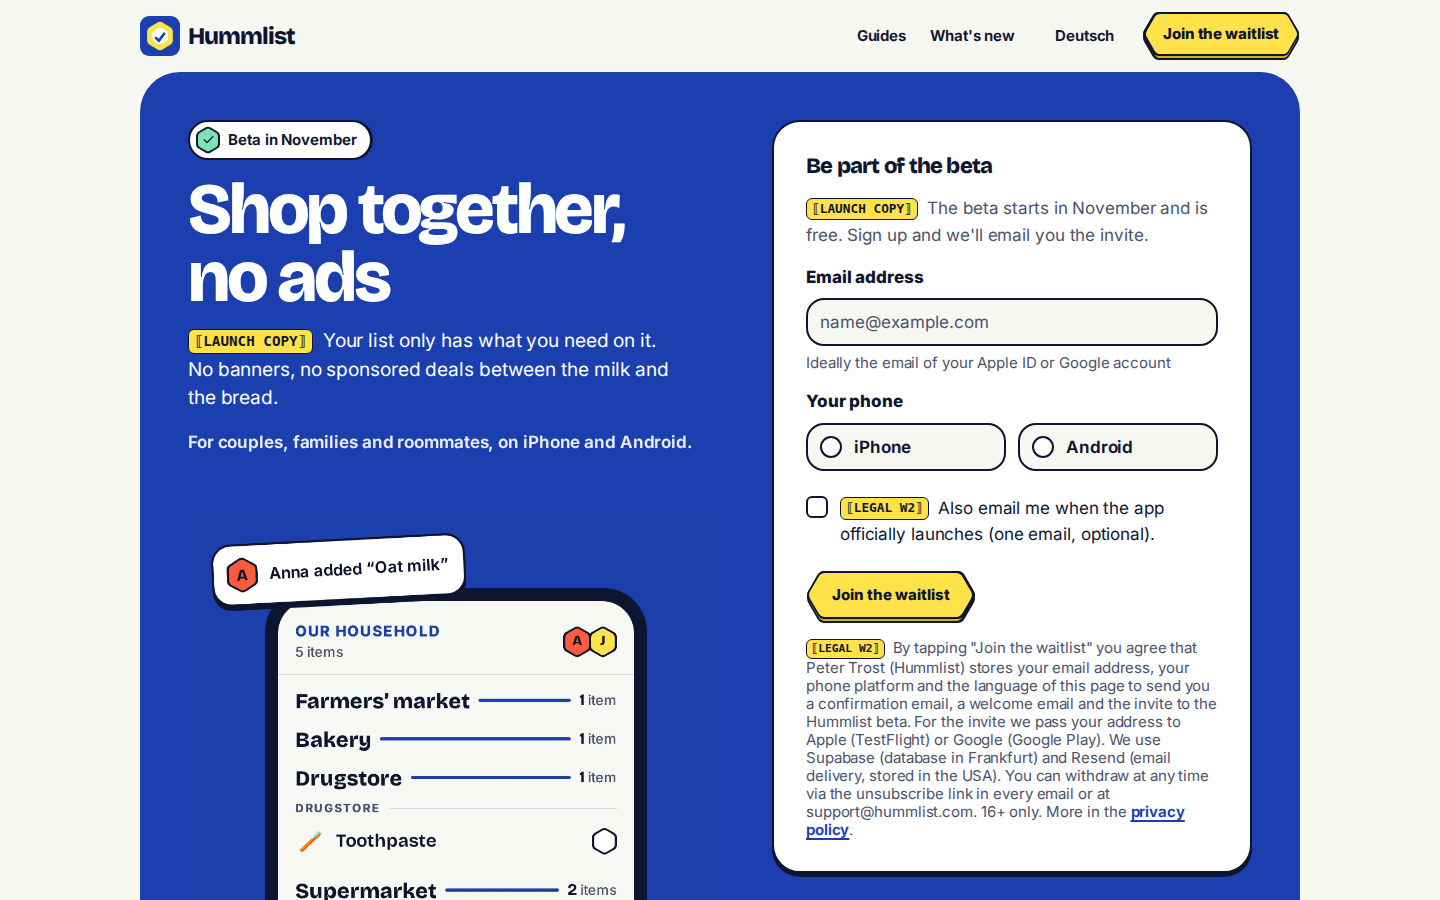 Hummlist
Guides
What's new
Deutsch
Join the waitlist
Beta in November
Shop together,
no ads
⟦LAUNCH COPY⟧ Your list only has what you need on it.
No banners, no sponsored deals between the milk and
the bread.
For couples, families and roommates, on iPhone and Android.
Anna added “Oat milk”
A
OUR HOUSEHOLD
5 items
A
J
Farmers’ market 1 item
Bakery 1 item
Drugstore 1 item
DRUGSTORE
Toothpaste
Supermarket 2 items
Be part of the beta
⟦LAUNCH COPY⟧ The beta starts in November and is
free. Sign up and we'll email you the invite.
Email address
name@example.com
Ideally the email of your Apple ID or Google account
Your phone
iPhone
Android
⟦LEGAL W2⟧ Also email me when the app
officially launches (one email, optional).
Join the waitlist
⟦LEGAL W2⟧ By tapping "Join the waitlist" you agree that
Peter Trost (Hummlist) stores your email address, your
phone platform and the language of this page to send you
a confirmation email, a welcome email and the invite to the
Hummlist beta. For the invite we pass your address to
Apple (TestFlight) or Google (Google Play). We use
Supabase (database in Frankfurt) and Resend (email
delivery, stored in the USA). You can withdraw at any time
via the unsubscribe link in every email or at
support@hummlist.com. 16+ only. More in the privacy
policy.